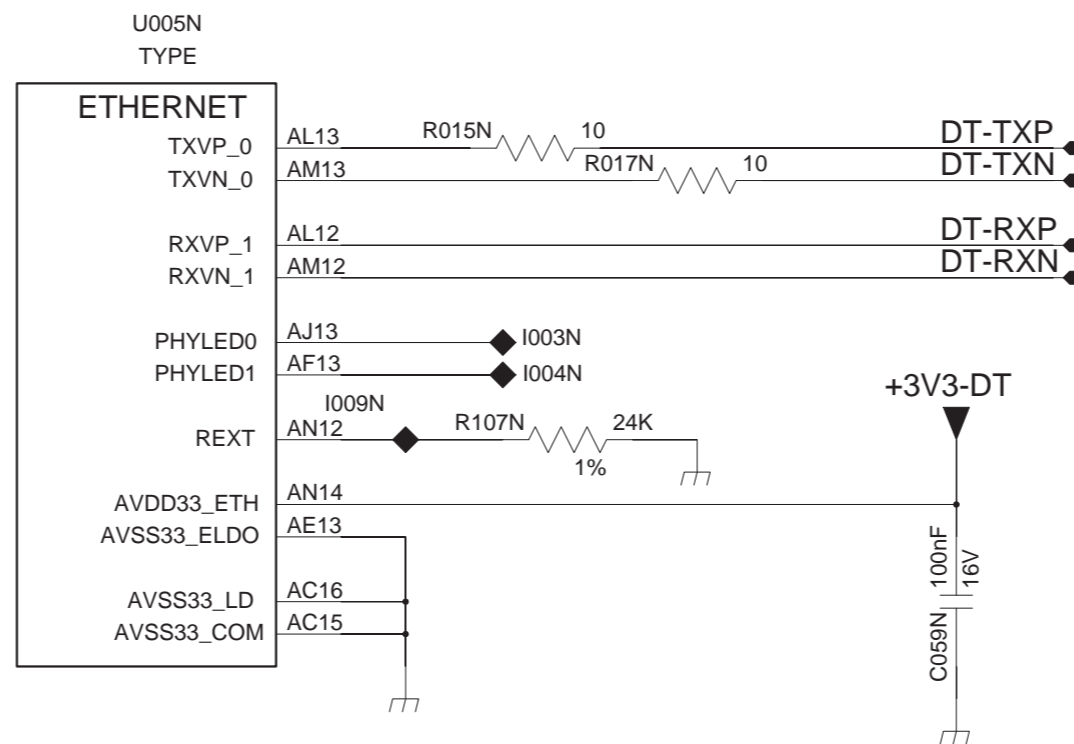 U005N
TYPE
ETHERNET
TXVP_0 AL13 R015N 10 DT-TXP
TXVN_0 AM13 R017N 10 DT-TXN
RXVP_1 AL12 DT-RXP
RXVN_1 AM12 DT-RXN
PHYLED0 AJ13 I003N
PHYLED1 AF13 I004N
+3V3-DT
I009N
REXT AN12 R107N 24K
1%
AVDD33_ETH AN14
AVSS33_ELDO AE13
100nF
16V
AVSS33_LD AC16
AVSS33_COM AC15
C059N